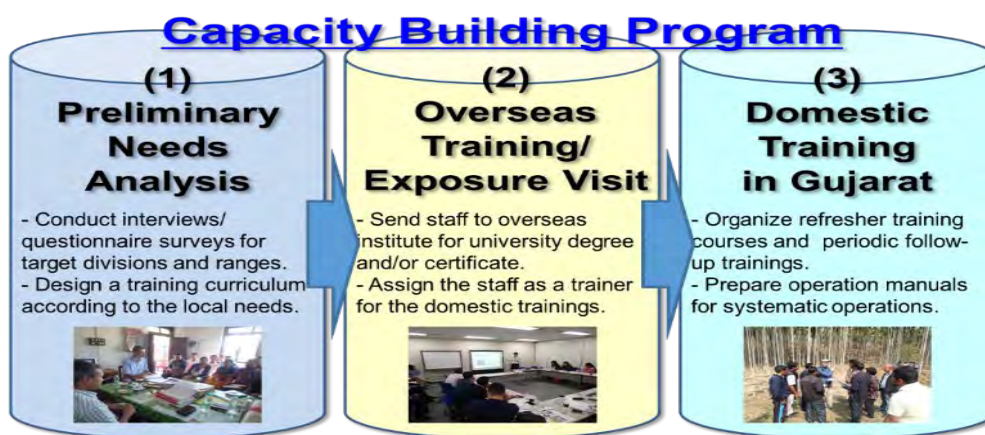 Capacity Building Program
(1)
Preliminary
Needs
Analysis
- Conduct interviews/
questionnaire surveys for
target divisions and ranges.
- Design a training curriculum
according to the local needs.
(2)
Overseas
Training/
Exposure Visit
- Send staff to overseas
institute for university degree
and/or certificate.
- Assign the staff as a trainer
for the domestic trainings.
(3)
Domestic
Training
in Gujarat
- Organize refresher training
courses and periodic follow-
up trainings.
- Prepare operation manuals
for systematic operations.